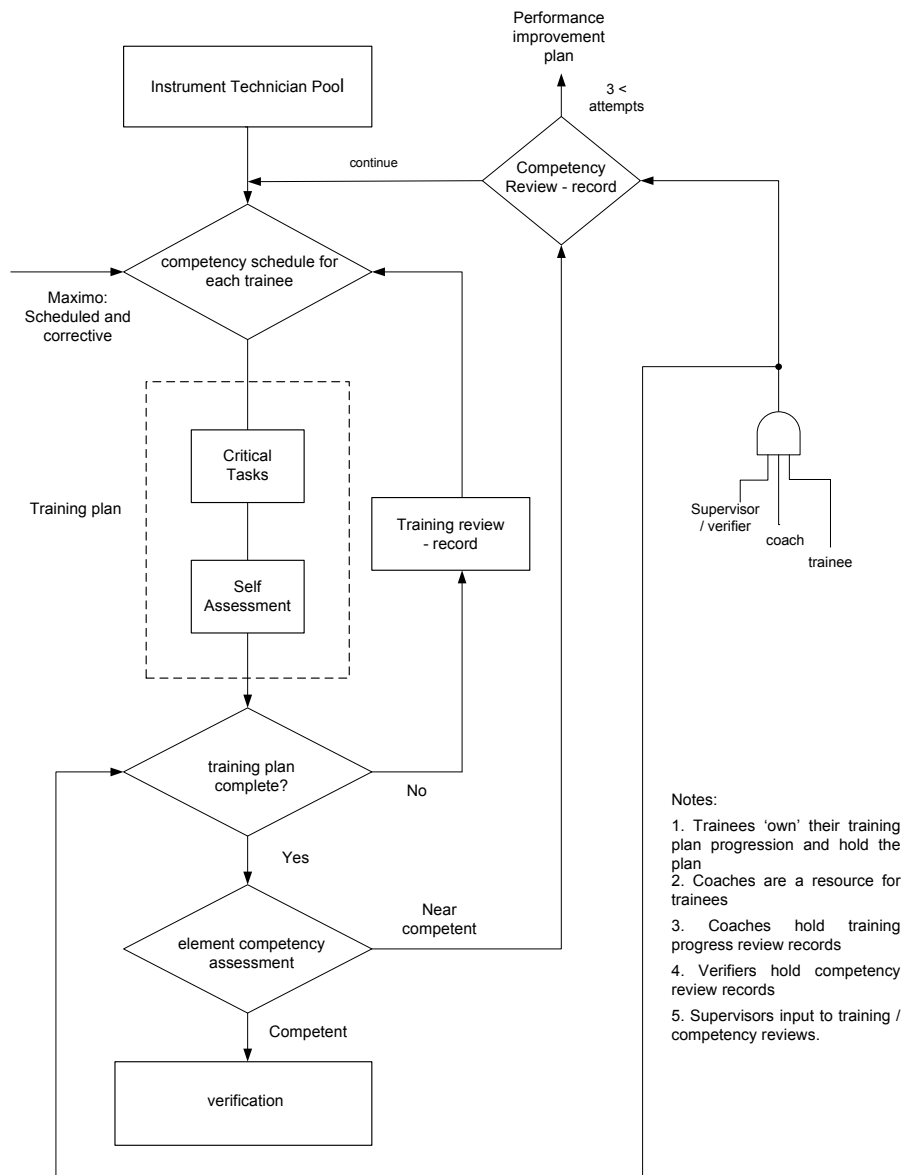 Performance
improvement
plan
Instrument Technician Pool
3 <
attempts
continue
Competency
Review - record
competency schedule for
each trainee
Maximo:
Scheduled and
corrective
Critical
Tasks
Training plan
Training review
- record
Supervisor
/ verifier
coach
trainee
Self
Assessment
training plan
complete?
No
Yes
Near
competent
element competency
assessment
Competent
verification
Notes:
1. Trainees ‘own’ their training
plan progression and hold the
plan
2. Coaches are a resource for
trainees
3. Coaches hold training
progress review records
4. Verifiers hold competency
review records
5. Supervisors input to training /
competency reviews.